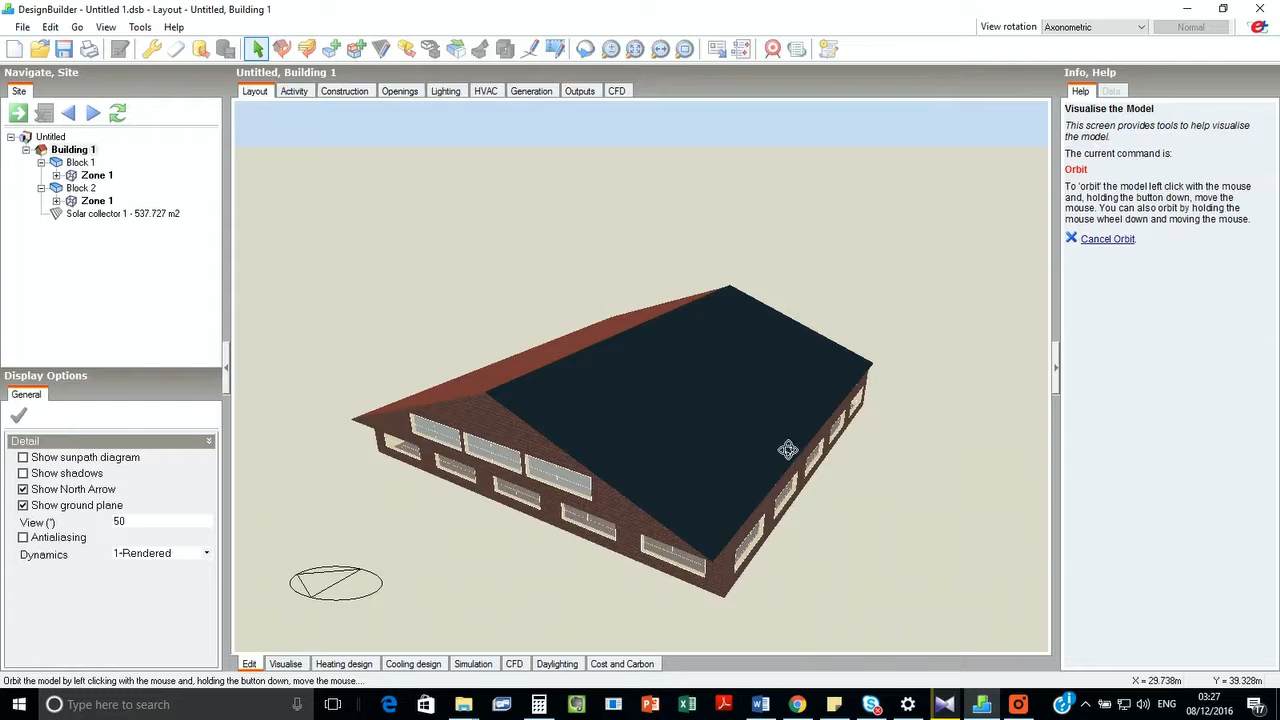 DesignBuilder - Untitled 1.dsb - Layout - Untitled, Building 1
File Edit Go View Tools Help
View rotation Axonometric Normal
Navigate, Site
Site
Untitled
Building 1
Block 1
Zone 1
Block 2
Zone 1
Solar collector 1 - 537.727 m2
Display Options
General
Detail
Show sunpath diagram
Show shadows
Show North Arrow
Show ground plane
View (°) 50
Antialiasing
Dynamics 1-Rendered
Untitled, Building 1
Layout Activity Construction Openings Lighting HVAC Generation Outputs CFD
Edit Visualise Heating design Cooling design Simulation CFD Daylighting Cost and Carbon
Info, Help
Help Data
Visualise the Model
This screen provides tools to help visualise
the model.
The current command is:
Orbit
To 'orbit' the model left click with the mouse
and, holding the button down, move the
mouse. You can also orbit by holding the
mouse wheel down and moving the mouse.
Cancel Orbit.
Orbit the model by left clicking with the mouse and, holding the button down, move the mouse....
X = 29.738m Y = 39.328m
Type here to search
ENG
03:27
08/12/2016
17